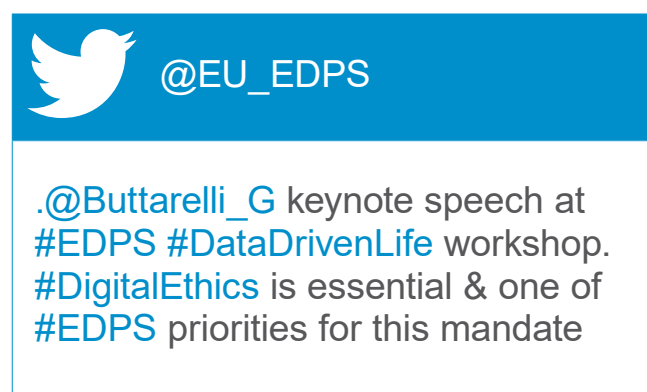 @EU_EDPS
.@Buttarelli_G keynote speech at
#EDPS #DataDrivenLife workshop.
#DigitalEthics is essential & one of
#EDPS priorities for this mandate